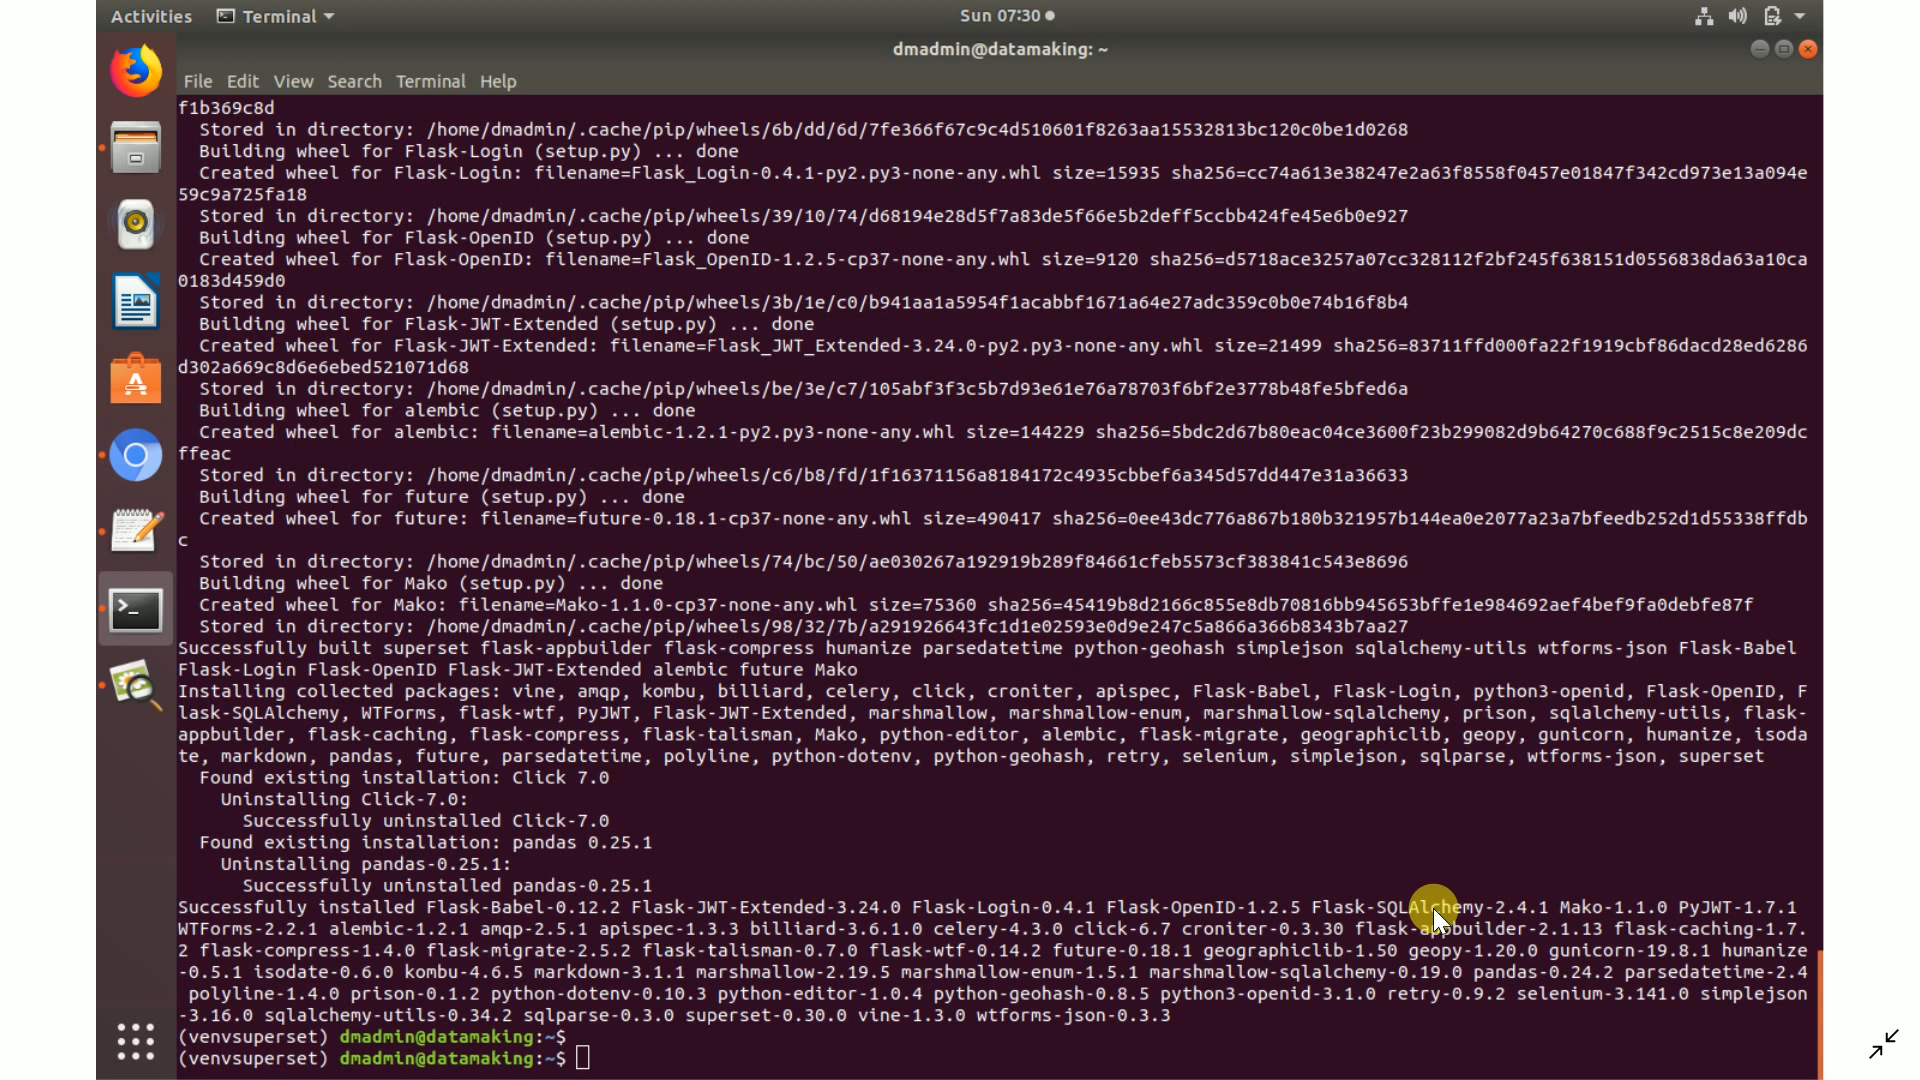 Activities
Terminal
Sun 07:30
dmadmin@datamaking: ~
File Edit View Search Terminal Help
f1b369c8d
  Stored in directory: /home/dmadmin/.cache/pip/wheels/6b/dd/6d/7fe366f67c9c4d510601f8263aa15532813bc120c0be1d0268
  Building wheel for Flask-Login (setup.py) ... done
  Created wheel for Flask-Login: filename=Flask_Login-0.4.1-py2.py3-none-any.whl size=15935 sha256=cc74a613e38247e2a63f8558f0457e01847f342cd973e13a094e
59c9a725fa18
  Stored in directory: /home/dmadmin/.cache/pip/wheels/39/10/74/d68194e28d5f7a83de5f66e5b2deff5ccbb424fe45e6b0e927
  Building wheel for Flask-OpenID (setup.py) ... done
  Created wheel for Flask-OpenID: filename=Flask_OpenID-1.2.5-cp37-none-any.whl size=9120 sha256=d5718ace3257a07cc328112f2bf245f638151d0556838da63a10ca
0183d459d0
  Stored in directory: /home/dmadmin/.cache/pip/wheels/3b/1e/c0/b941aa1a5954f1acabbf1671a64e27adc359c0b0e74b16f8b4
  Building wheel for Flask-JWT-Extended (setup.py) ... done
  Created wheel for Flask-JWT-Extended: filename=Flask_JWT_Extended-3.24.0-py2.py3-none-any.whl size=21499 sha256=83711ffd000fa22f1919cbf86dacd28ed6286
d302a669c8d6e6ebed521071d68
  Stored in directory: /home/dmadmin/.cache/pip/wheels/be/3e/c7/105abf3f3c5b7d93e61e76a78703f6bf2e3778b48fe5bfed6a
  Building wheel for alembic (setup.py) ... done
  Created wheel for alembic: filename=alembic-1.2.1-py2.py3-none-any.whl size=144229 sha256=5bdc2d67b80eac04ce3600f23b299082d9b64270c688f9c2515c8e209dc
ffeac
  Stored in directory: /home/dmadmin/.cache/pip/wheels/c6/b8/fd/1f16371156a8184172c4935cbbef6a345d57dd447e31a36633
  Building wheel for future (setup.py) ... done
  Created wheel for future: filename=future-0.18.1-cp37-none-any.whl size=490417 sha256=0ee43dc776a867b180b321957b144ea0e2077a23a7bfeedb252d1d55338ffdb
c
  Stored in directory: /home/dmadmin/.cache/pip/wheels/74/bc/50/ae030267a192919b289f84661cfeb5573cf383841c543e8696
  Building wheel for Mako (setup.py) ... done
  Created wheel for Mako: filename=Mako-1.1.0-cp37-none-any.whl size=75360 sha256=45419b8d2166c855e8db70816bb945653bffe1e984692aef4bef9fa0debfe87f
  Stored in directory: /home/dmadmin/.cache/pip/wheels/98/32/7b/a291926643fc1d1e02593e0d9e247c5a866a366b8343b7aa27
Successfully built superset flask-appbuilder flask-compress humanize parsedatetime python-geohash simplejson sqlalchemy-utils wtforms-json Flask-Babel
Flask-Login Flask-OpenID Flask-JWT-Extended alembic future Mako
Installing collected packages: vine, amqp, kombu, billiard, celery, click, croniter, apispec, Flask-Babel, Flask-Login, python3-openid, Flask-OpenID, F
lask-SQLAlchemy, WTForms, flask-wtf, PyJWT, Flask-JWT-Extended, marshmallow, marshmallow-enum, marshmallow-sqlalchemy, prison, sqlalchemy-utils, flask-
appbuilder, flask-caching, flask-compress, flask-talisman, Mako, python-editor, alembic, flask-migrate, geographiclib, geopy, gunicorn, humanize, isoda
te, markdown, pandas, future, parsedatetime, polyline, python-dotenv, python-geohash, retry, selenium, simplejson, sqlparse, wtforms-json, superset
  Found existing installation: Click 7.0
    Uninstalling Click-7.0:
      Successfully uninstalled Click-7.0
  Found existing installation: pandas 0.25.1
    Uninstalling pandas-0.25.1:
      Successfully uninstalled pandas-0.25.1
Successfully installed Flask-Babel-0.12.2 Flask-JWT-Extended-3.24.0 Flask-Login-0.4.1 Flask-OpenID-1.2.5 Flask-SQLAlchemy-2.4.1 Mako-1.1.0 PyJWT-1.7.1
WTForms-2.2.1 alembic-1.2.1 amqp-2.5.1 apispec-1.3.3 billiard-3.6.1.0 celery-4.3.0 click-6.7 croniter-0.3.30 flask-appbuilder-2.1.13 flask-caching-1.7.
2 flask-compress-1.4.0 flask-migrate-2.5.2 flask-talisman-0.7.0 flask-wtf-0.14.2 future-0.18.1 geographiclib-1.50 geopy-1.20.0 gunicorn-19.8.1 humanize
-0.5.1 isodate-0.6.0 kombu-4.6.5 markdown-3.1.1 marshmallow-2.19.5 marshmallow-enum-1.5.1 marshmallow-sqlalchemy-0.19.0 pandas-0.24.2 parsedatetime-2.4
 polyline-1.4.0 prison-0.1.2 python-dotenv-0.10.3 python-editor-1.0.4 python-geohash-0.8.5 python3-openid-3.1.0 retry-0.9.2 selenium-3.141.0 simplejson
-3.16.0 sqlalchemy-utils-0.34.2 sqlparse-0.3.0 superset-0.30.0 vine-1.3.0 wtforms-json-0.3.3
(venvsuperset) dmadmin@datamaking:~$
(venvsuperset) dmadmin@datamaking:~$